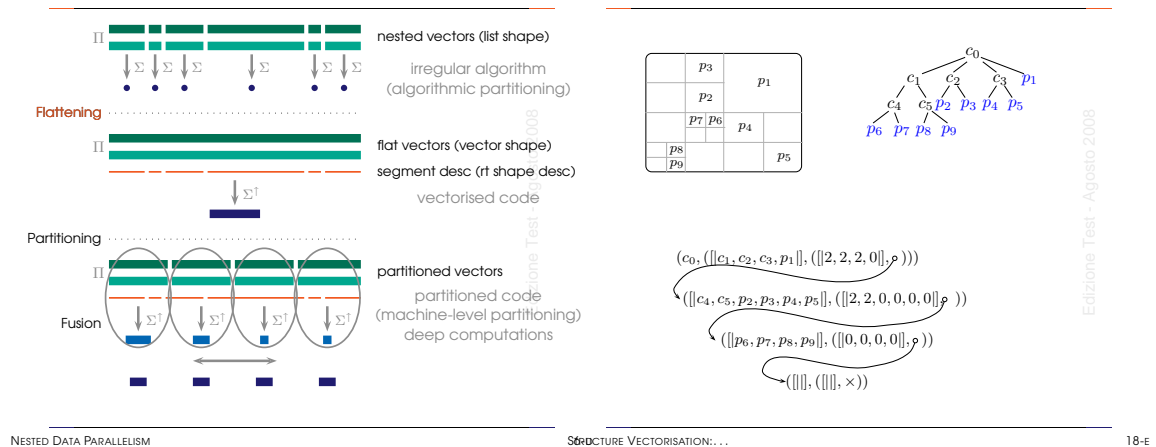 Π
nested vectors (list shape)
Σ Σ Σ Σ Σ Σ
irregular algorithm
(algorithmic partitioning)
Flattening
Π
flat vectors (vector shape)
segment desc (rt shape desc)
Σ↑
vectorised code
Partitioning
Π
partitioned vectors
partitioned code
(machine-level partitioning)
deep computations
Fusion
Σ↑ Σ↑ Σ↑ Σ↑
Edizione Test - Agosto 2008
NESTED DATA PARALLELISM
p3
p1
p2
p7 p6
p4
p8
p5
p9
c0
c1 c2 c3 p1
c4 c5 p2 p3 p4 p5
p6 p7 p8 p9
(c0, ([|c1, c2, c3, p1|], ([|2, 2, 2, 0|], )))
([|c4, c5, p2, p3, p4, p5|], ([|2, 2, 0, 0, 0, 0|], ))
([|p6, p7, p8, p9|], ([|0, 0, 0, 0|], ))
([||], ([||], ×))
Edizione Test - Agosto 2008
STRUCTURE VECTORISATION:...
18-E